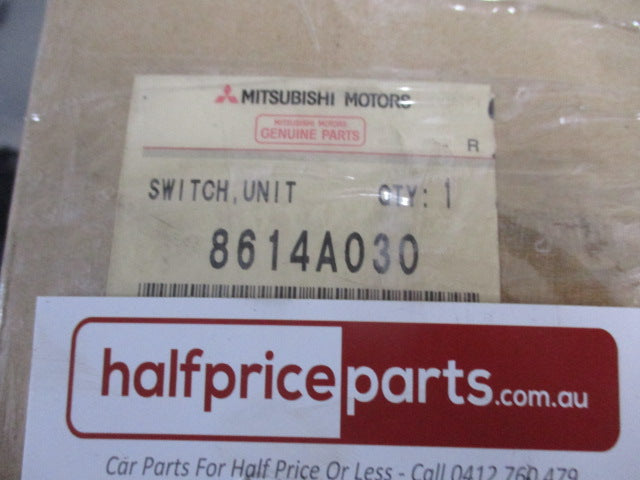 MITSUBISHI MOTORS
MITSUBISHI MOTORS
GENUINE PARTS
R
SWITCH, UNIT QTY: 1
8614A030
halfpriceparts.com.au
Car Parts For Half Price Or Less - Call 0412 760 479